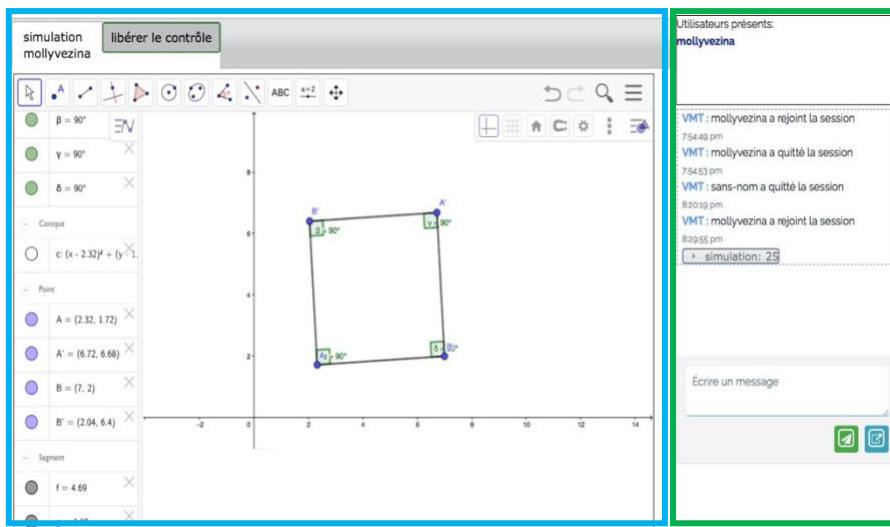 simulation
mollyvezina
libérer le contrôle
A
ABC
a=2
β = 90°
γ = 90°
δ = 90°
Conique
c: (x - 2.32)² + (y
Point
A = (2.32, 1.72)
A' = (6.72, 6.68)
B = (7, 2)
B' = (2.04, 6.4)
Segment
f = 4.69
8
6
4
2
-2
0
2
4
6
8
10
12
14
B'
A'
= 90°
γ = 90°
= 90°
Utilisateurs présents:
mollyvezina
VMT : mollyvezina a rejoint la session
7:54:49 pm
VMT : mollyvezina a quitté la session
7:54:53 pm
VMT : sans-nom a quitté la session
8:20:19 pm
VMT : mollyvezina a rejoint la session
8:29:55 pm
simulation: 25
Écrire un message